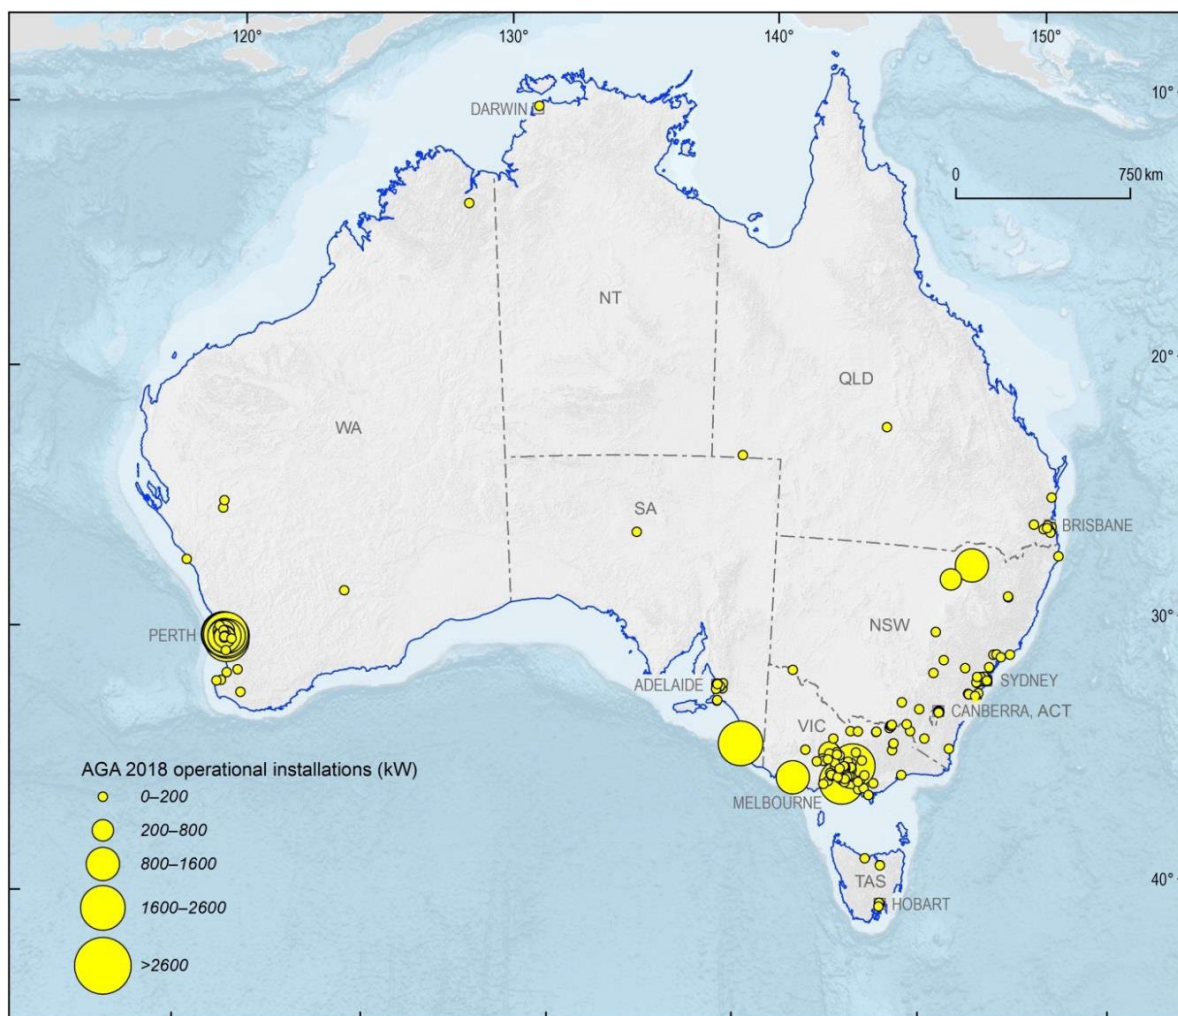 120°
130°
140°
150°
10°
DARWIN
0
750 km
NT
20°
QLD
WA
SA
BRISBANE
30°
NSW
PERTH
ADELAIDE
SYDNEY
CANBERRA, ACT
VIC
AGA 2018 operational installations (kW)
0–200
MELBOURNE
200–800
800–1600
40°
TAS
HOBART
1600–2600
>2600